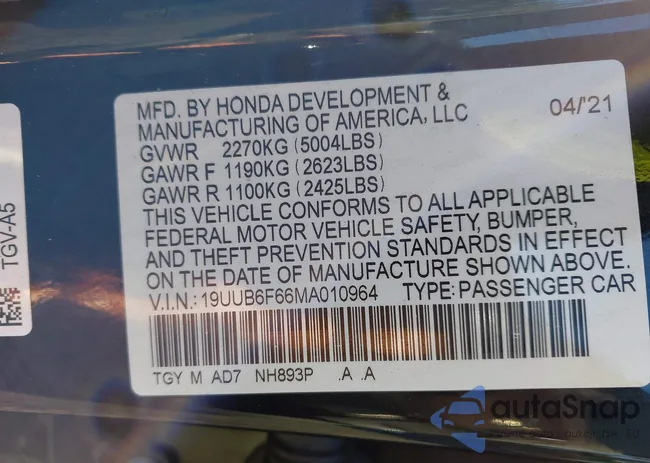 MFD. BY HONDA DEVELOPMENT &
MANUFACTURING OF AMERICA, LLC 04/'21
GVWR 2270KG (5004LBS)
GAWR F 1190KG (2623LBS)
GAWR R 1100KG (2425LBS)
THIS VEHICLE CONFORMS TO ALL APPLICABLE
FEDERAL MOTOR VEHICLE SAFETY, BUMPER,
AND THEFT PREVENTION STANDARDS IN EFFECT
ON THE DATE OF MANUFACTURE SHOWN ABOVE.
V.I.N.: 19UUB6F66MA010964 TYPE: PASSENGER CAR
TGY M AD7 NH893P .A .A
TGV-A5
autoSnap